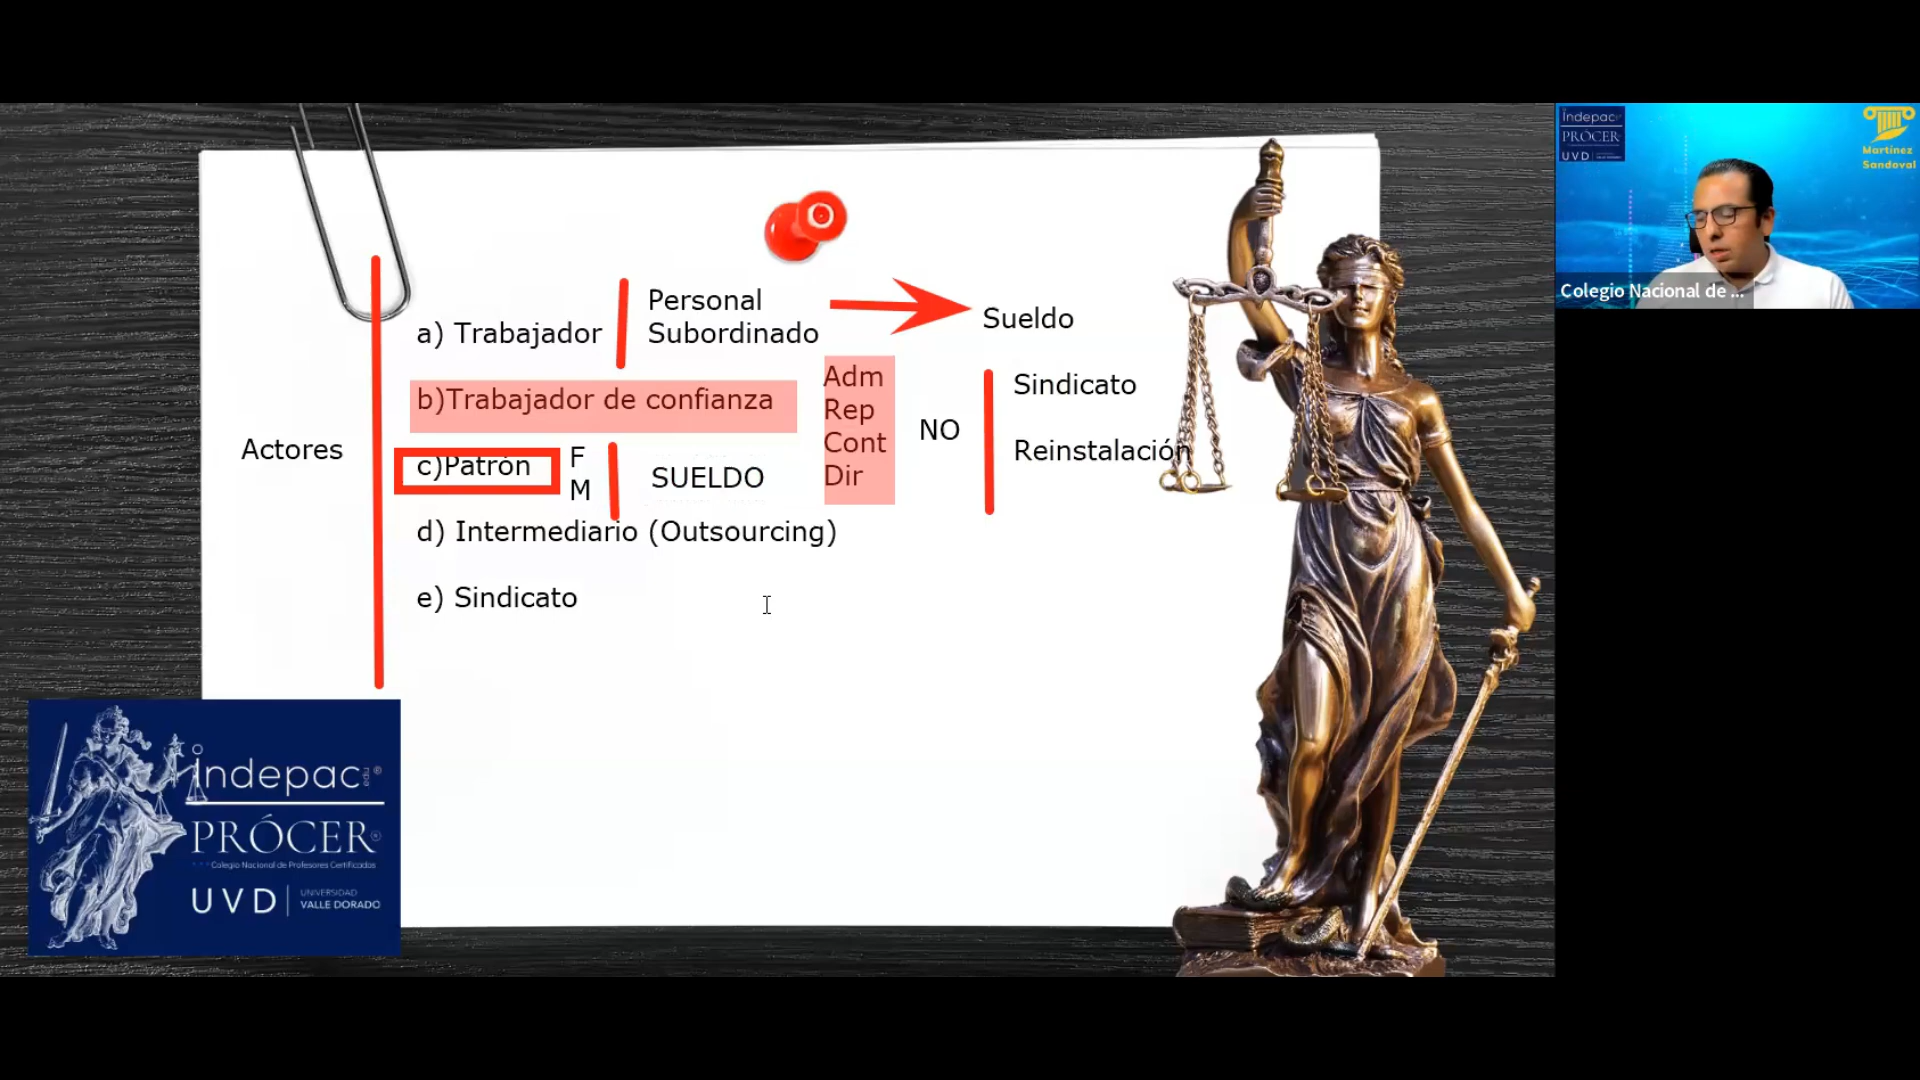 Personal
Subordinado
Sueldo
a) Trabajador
b)Trabajador de confianza
Adm
Rep
Cont
Dir
NO
Sindicato
Reinstalación
Actores
c)Patrón
F
M
SUELDO
d) Intermediario (Outsourcing)
e) Sindicato
indepac
PRÓCER
Colegio Nacional de Profesores Certificados
UVD
UNIVERSIDAD
VALLE DORADO
indepac
PRÓCER
UVD
Martínez
Sandoval
Colegio Nacional de ...